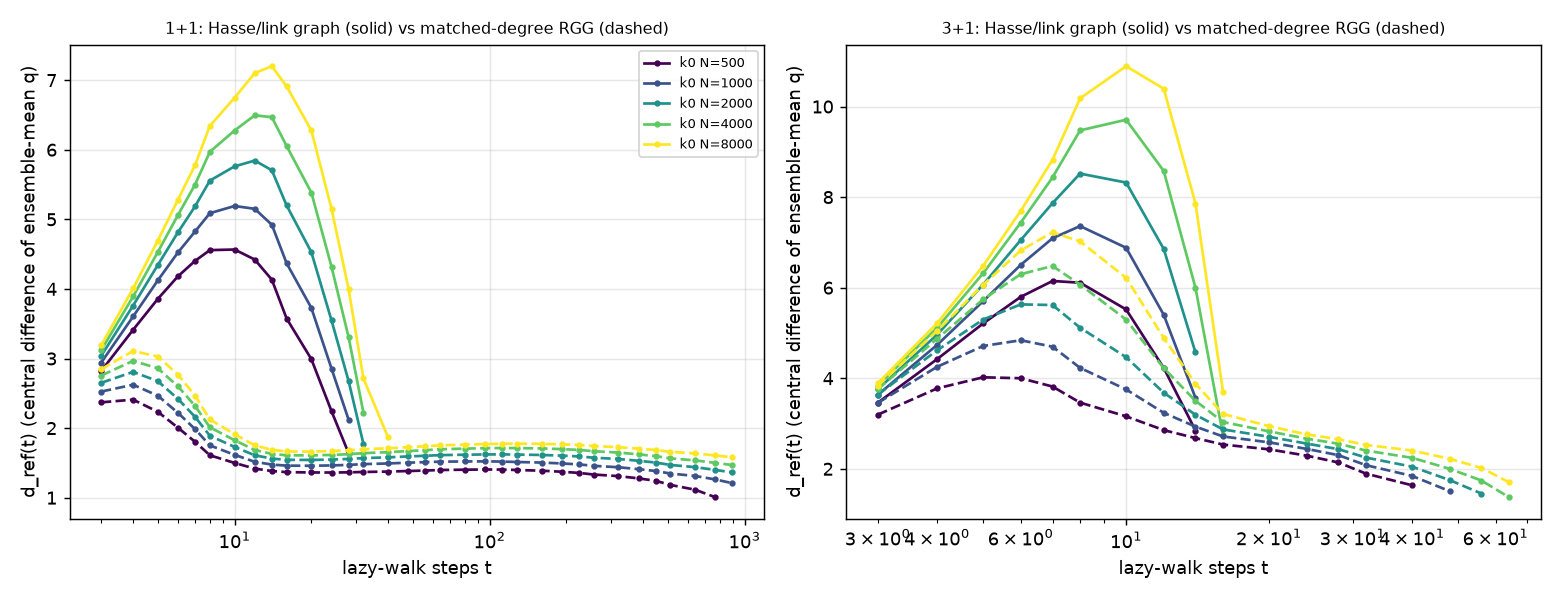 1+1: Hasse/link graph (solid) vs matched-degree RGG (dashed)
d_ref(t) (central difference of ensemble-mean q)
7
6
5
4
3
2
1
k0 N=500
k0 N=1000
k0 N=2000
k0 N=4000
k0 N=8000
10¹
10²
10³
lazy-walk steps t
3+1: Hasse/link graph (solid) vs matched-degree RGG (dashed)
d_ref(t) (central difference of ensemble-mean q)
10
8
6
4
2
3 × 10⁰
4 × 10⁰
6 × 10⁰
10¹
2 × 10¹
3 × 10¹
4 × 10¹
6 × 10¹
lazy-walk steps t